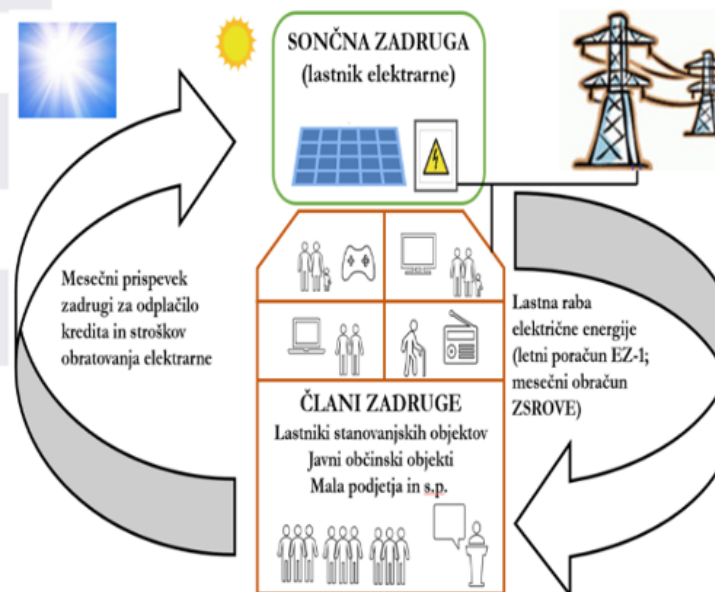 SONČNA ZADRUGA
(lastnik elektrarne)
Mesečni prispevek
zadrugi za odplačilo
kredita in stroškov
obratovanja elektrarne
Lastna raba
električne energije
(letni poračun EZ-1;
mesečni obračun
ZSROVE)
ČLANI ZADRUGE
Lastniki stanovanjskih objektov
Javni občinski objekti
Mala podjetja in s.p.